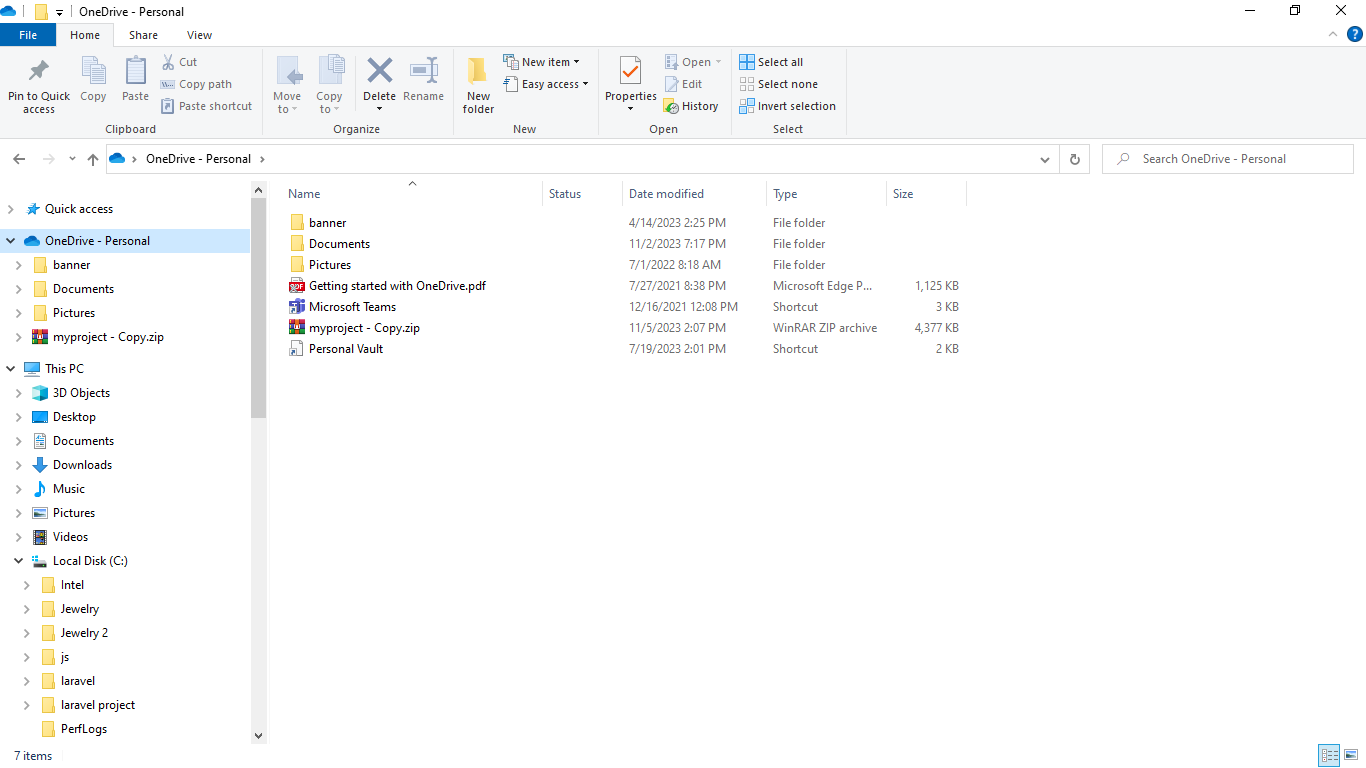 OneDrive - Personal
File Home Share View
Pin to Quick access
Copy
Paste
Cut
Copy path
Paste shortcut
Clipboard
Move to
Copy to
Delete
Rename
Organize
New folder
New item
Easy access
New
Properties
Open
Edit
History
Open
Select all
Select none
Invert selection
Select
OneDrive - Personal
Search OneDrive - Personal
Quick access
OneDrive - Personal
banner
Documents
Pictures
myproject - Copy.zip
This PC
3D Objects
Desktop
Documents
Downloads
Music
Pictures
Videos
Local Disk (C:)
Intel
Jewelry
Jewelry 2
js
laravel
laravel project
PerfLogs
Name Status Date modified Type Size
banner 4/14/2023 2:25 PM File folder
Documents 11/2/2023 7:17 PM File folder
Pictures 7/1/2022 8:18 AM File folder
PDF Getting started with OneDrive.pdf 7/27/2021 8:38 PM Microsoft Edge P... 1,125 KB
Microsoft Teams 12/16/2021 12:08 PM Shortcut 3 KB
myproject - Copy.zip 11/5/2023 2:07 PM WinRAR ZIP archive 4,377 KB
Personal Vault 7/19/2023 2:01 PM Shortcut 2 KB
7 items